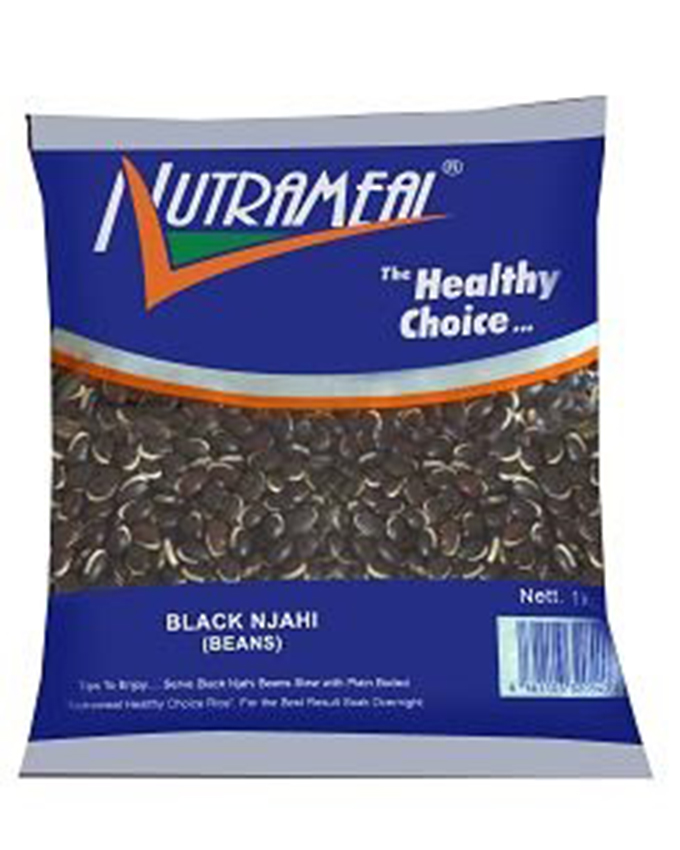 NUTRAMEAL®
The Healthy
Choice...
Nett. 1
BLACK NJAHI
(BEANS)
Tips To Enjoy.... Serve Black Njahi Beans Stew with Plain Boiled
Nutrameal Healthy Choice Rice". For the Best Result Soak Overnight